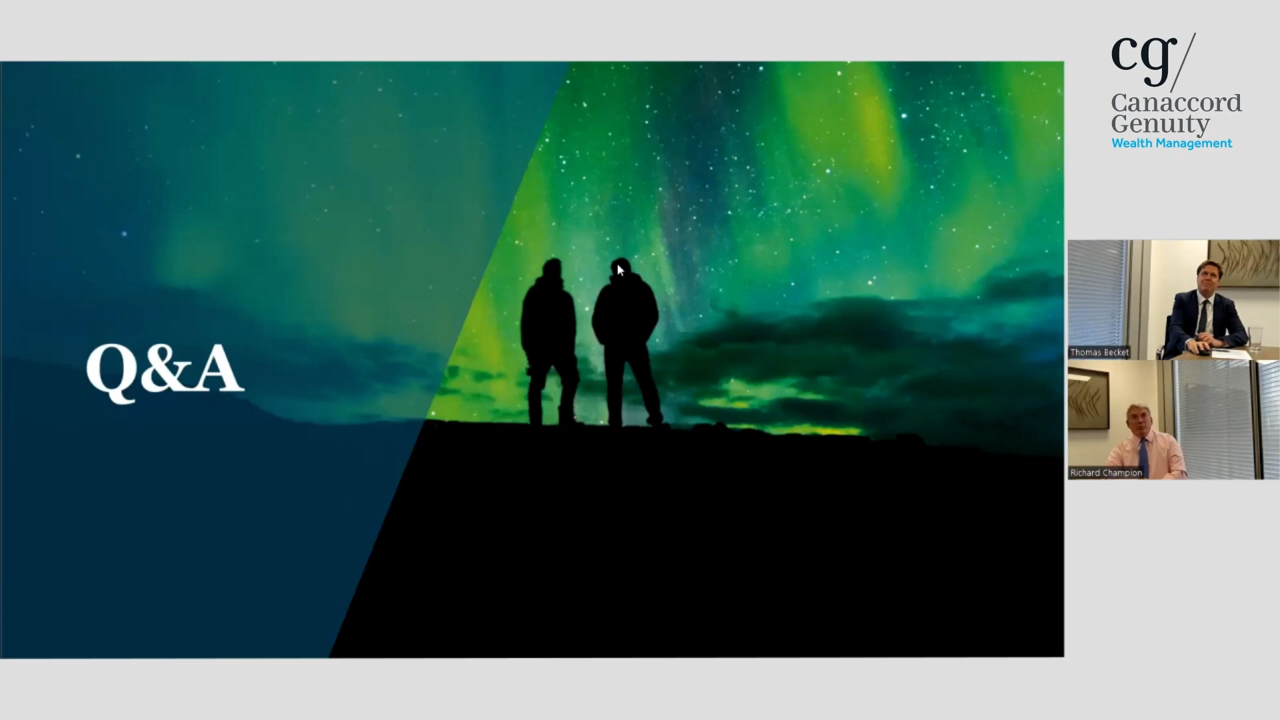 Q&A
cg/
Canaccord
Genuity
Wealth Management
Thomas Becket
Richard Champion